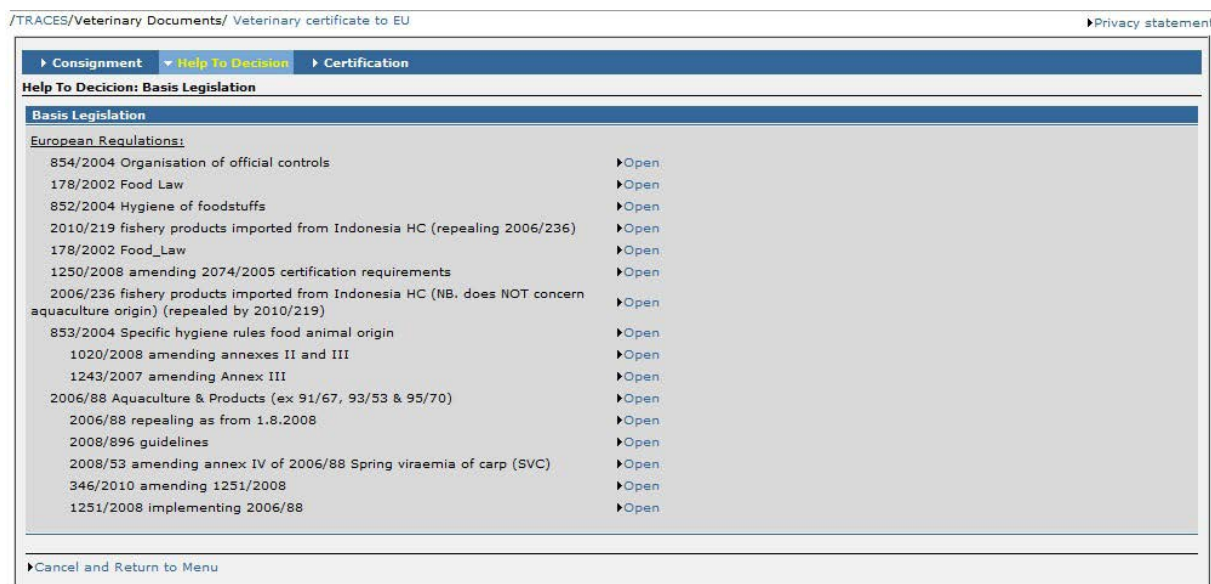 /TRACES/Veterinary Documents/ Veterinary certificate to EU
Privacy statement
Consignment Help To Decision Certification
Help To Decicion: Basis Legislation
Basis Legislation
European Regulations:
854/2004 Organisation of official controls Open
178/2002 Food Law Open
852/2004 Hygiene of foodstuffs Open
2010/219 fishery products imported from Indonesia HC (repealing 2006/236) Open
178/2002 Food_Law Open
1250/2008 amending 2074/2005 certification requirements Open
2006/236 fishery products imported from Indonesia HC (NB. does NOT concern
aquaculture origin) (repealed by 2010/219) Open
853/2004 Specific hygiene rules food animal origin Open
1020/2008 amending annexes II and III Open
1243/2007 amending Annex III Open
2006/88 Aquaculture & Products (ex 91/67, 93/53 & 95/70) Open
2006/88 repealing as from 1.8.2008 Open
2008/896 guidelines Open
2008/53 amending annex IV of 2006/88 Spring viraemia of carp (SVC) Open
346/2010 amending 1251/2008 Open
1251/2008 implementing 2006/88 Open
Cancel and Return to Menu